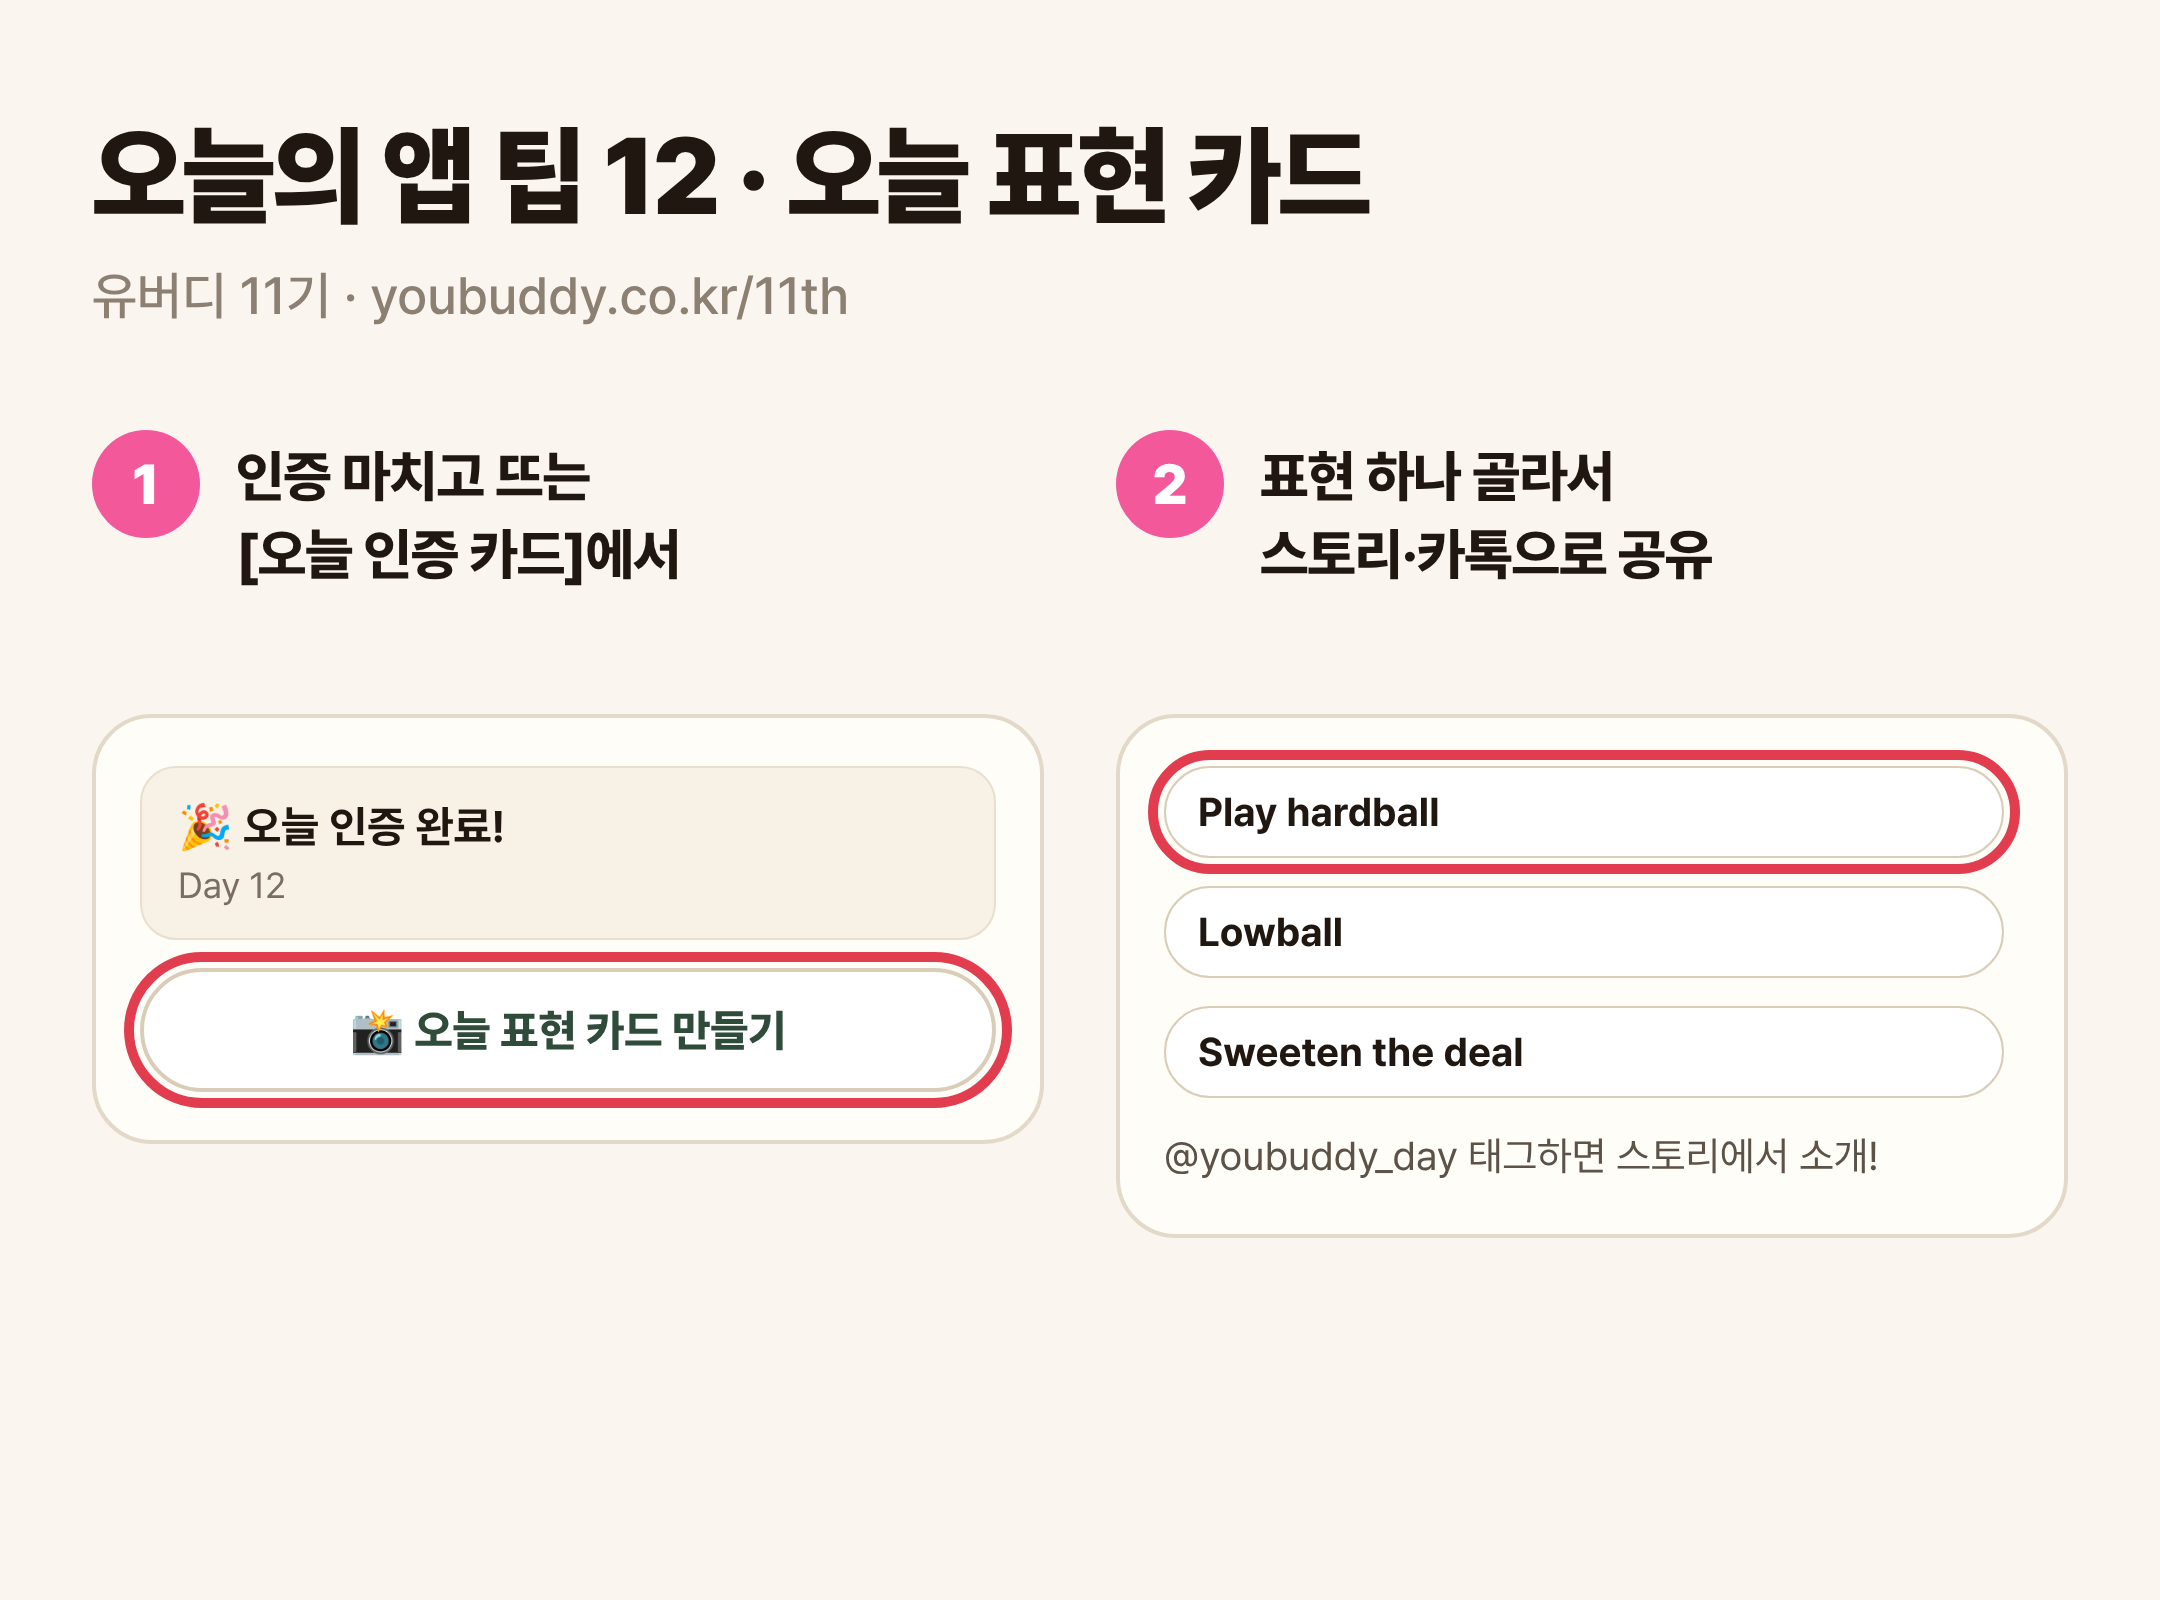 오늘의 앱 팁 12 · 오늘 표현 카드
유버디 11기 · youbuddy.co.kr/11th
1
인증 마치고 뜨는
[오늘 인증 카드]에서
🎉 오늘 인증 완료!
Day 12
📸 오늘 표현 카드 만들기
2
표현 하나 골라서
스토리·카톡으로 공유
Play hardball
Lowball
Sweeten the deal
@youbuddy_day 태그하면 스토리에서 소개!